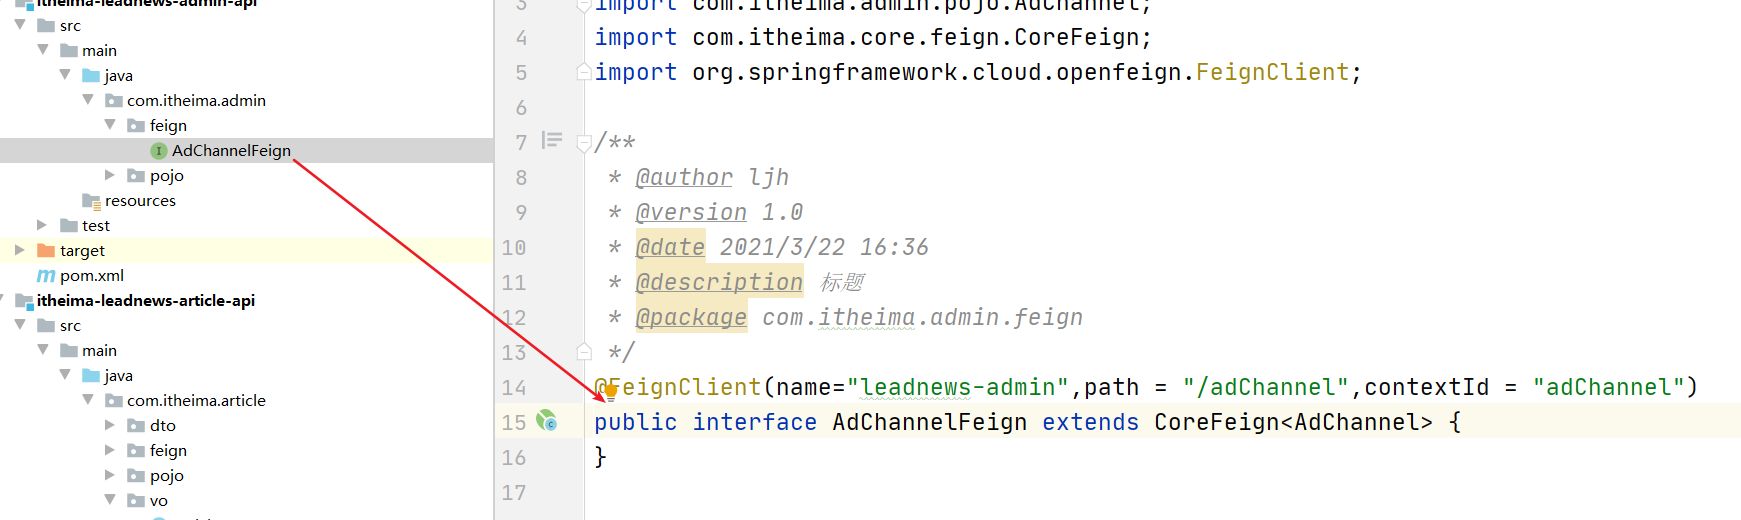 itheima-leadnews-admin-api
src
main
java
com.itheima.admin
feign
AdChannelFeign
pojo
resources
test
target
pom.xml
itheima-leadnews-article-api
src
main
java
com.itheima.article
dto
feign
pojo
vo
3 import com.itheima.admin.pojo.AdChannel;
4 import com.itheima.core.feign.CoreFeign;
5 import org.springframework.cloud.openfeign.FeignClient;
6
7 /**
8 * @author ljh
9 * @version 1.0
10 * @date 2021/3/22 16:36
11 * @description 标题
12 * @package com.itheima.admin.feign
13 */
14 @FeignClient(name="leadnews-admin",path = "/adChannel",contextId = "adChannel")
15 public interface AdChannelFeign extends CoreFeign<AdChannel> {
16 }
17